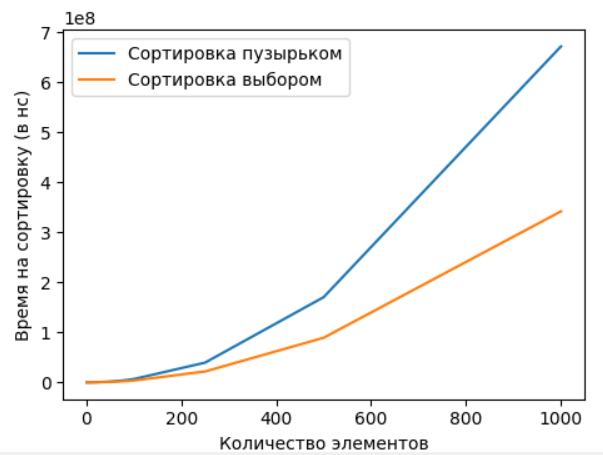 1e8
7
6
5
4
3
2
1
0
Сортировка пузырьком
Сортировка выбором
Время на сортировку (в нс)
0 200 400 600 800 1000
Количество элементов